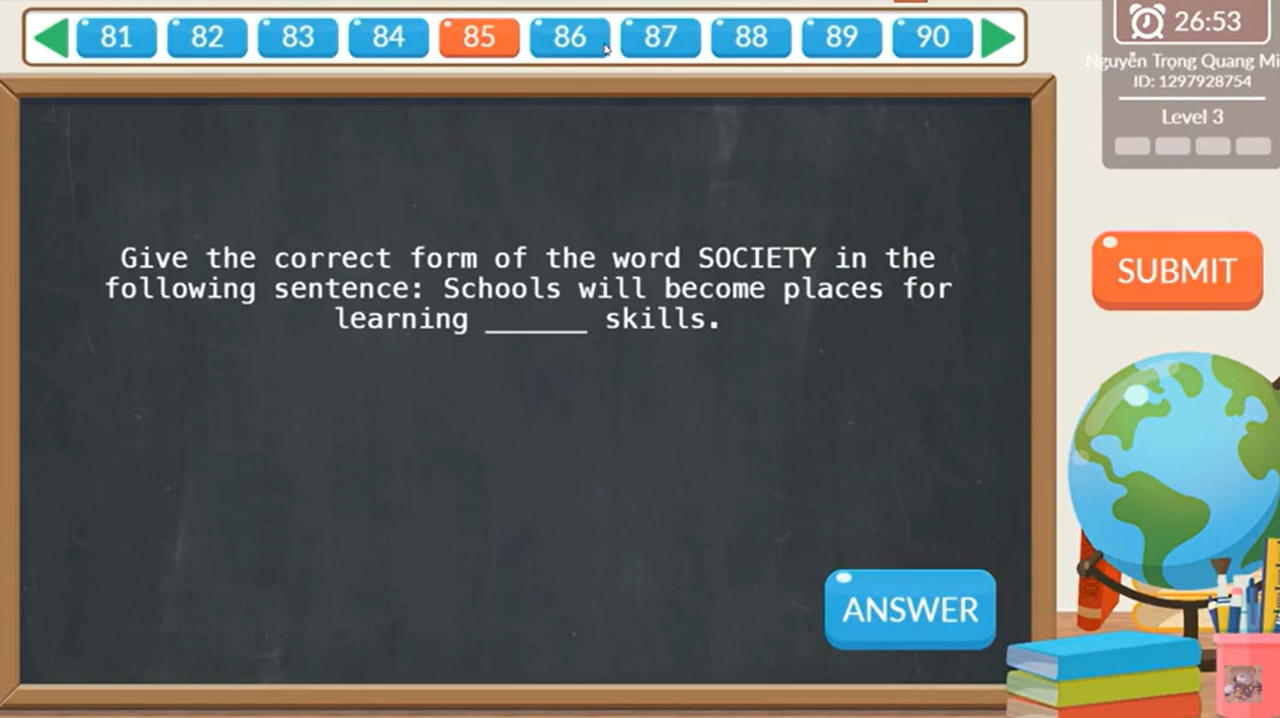 81 82 83 84 85 86 87 88 89 90
26:53
Nguyễn Trọng Quang Mi
ID: 1297928754
Level 3
Give the correct form of the word SOCIETY in the
following sentence: Schools will become places for
learning ______ skills.
SUBMIT
ANSWER